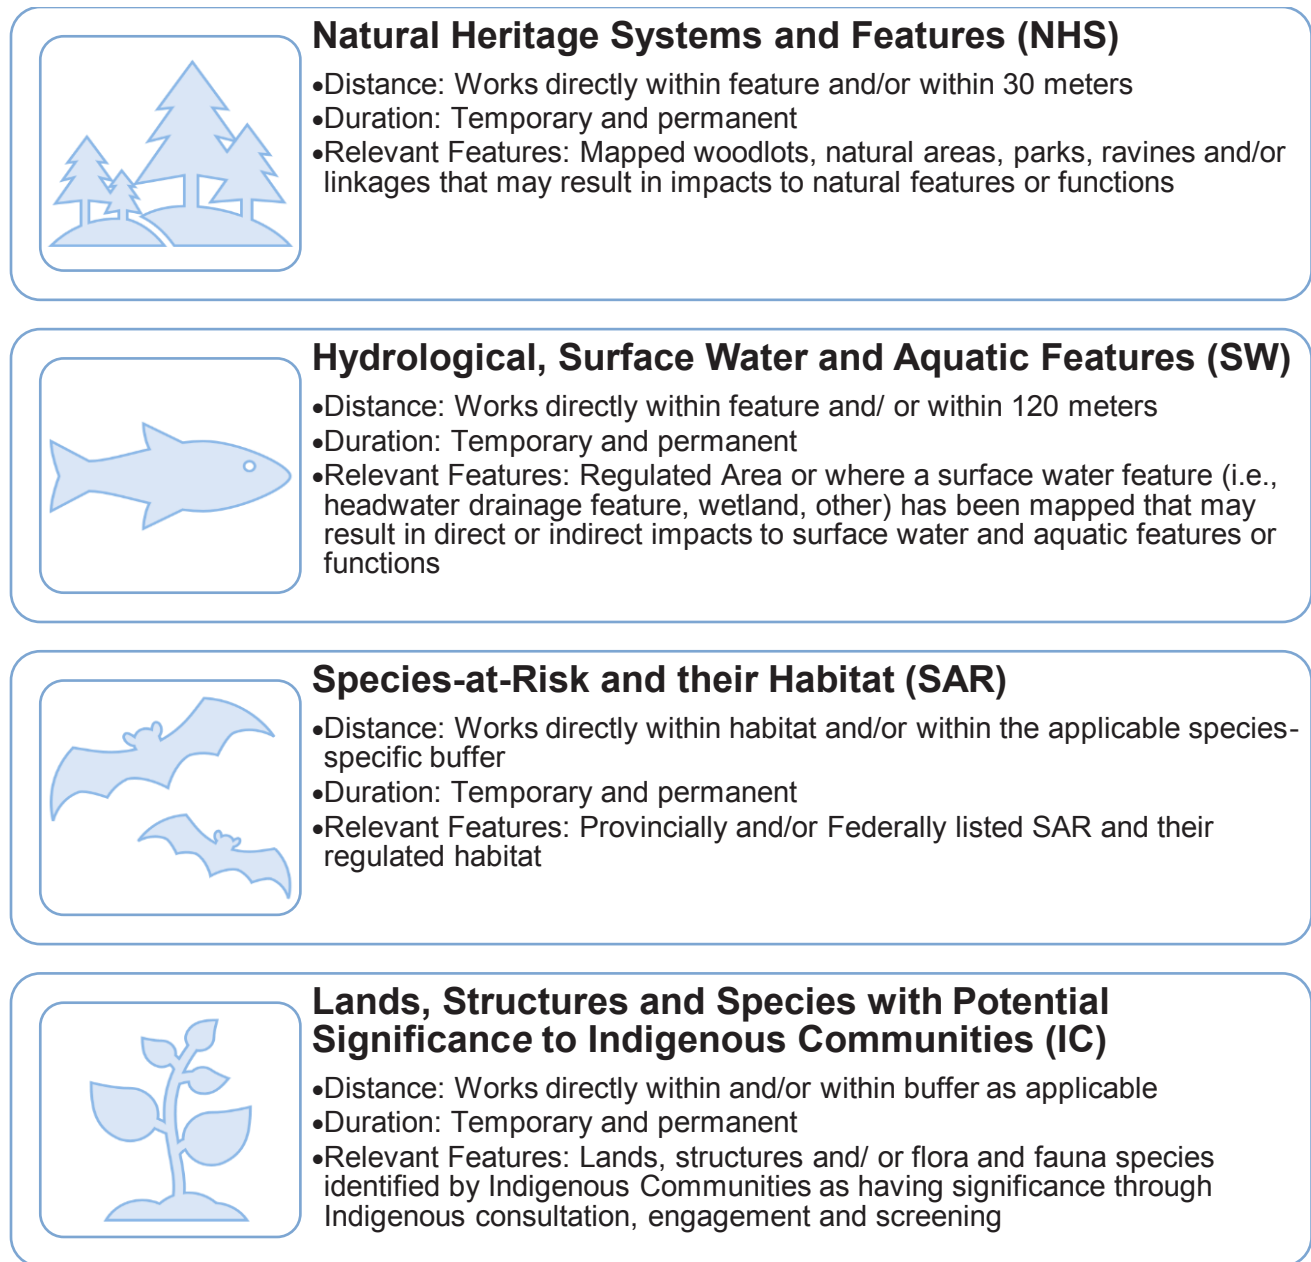 Natural Heritage Systems and Features (NHS)
•Distance: Works directly within feature and/or within 30 meters
•Duration: Temporary and permanent
•Relevant Features: Mapped woodlots, natural areas, parks, ravines and/or
linkages that may result in impacts to natural features or functions
Hydrological, Surface Water and Aquatic Features (SW)
•Distance: Works directly within feature and/ or within 120 meters
•Duration: Temporary and permanent
•Relevant Features: Regulated Area or where a surface water feature (i.e.,
headwater drainage feature, wetland, other) has been mapped that may
result in direct or indirect impacts to surface water and aquatic features or
functions
Species-at-Risk and their Habitat (SAR)
•Distance: Works directly within habitat and/or within the applicable species-
specific buffer
•Duration: Temporary and permanent
•Relevant Features: Provincially and/or Federally listed SAR and their
regulated habitat
Lands, Structures and Species with Potential
Significance to Indigenous Communities (IC)
•Distance: Works directly within and/or within buffer as applicable
•Duration: Temporary and permanent
•Relevant Features: Lands, structures and/ or flora and fauna species
identified by Indigenous Communities as having significance through
Indigenous consultation, engagement and screening